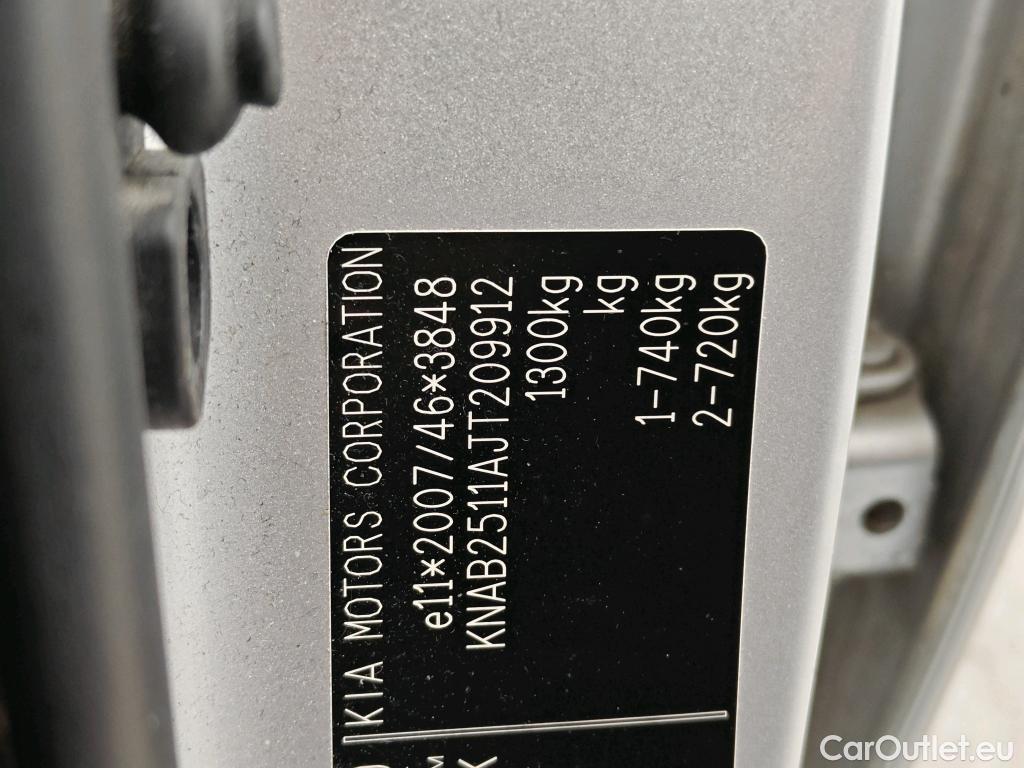 KIA MOTORS CORPORATION
e11*2007/46*3848
KNAB2511AJT209912
1300kg
kg
1-740kg
2-720kg
CarOutlet.eu